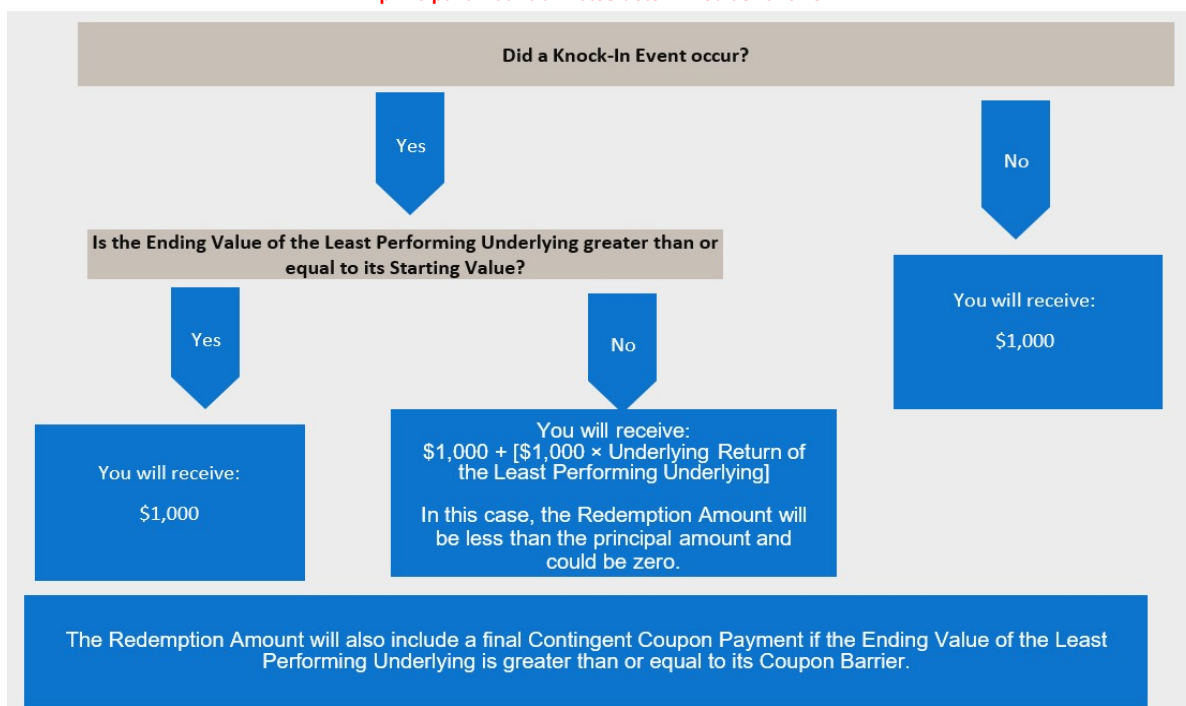 Did a Knock-In Event occur?
Yes
No
Is the Ending Value of the Least Performing Underlying greater than or
equal to its Starting Value?
You will receive:
$1,000
Yes
No
You will receive:
$1,000
You will receive:
$1,000 + [$1,000 × Underlying Return of
the Least Performing Underlying]
In this case, the Redemption Amount will
be less than the principal amount and
could be zero.
The Redemption Amount will also include a final Contingent Coupon Payment if the Ending Value of the Least
Performing Underlying is greater than or equal to its Coupon Barrier.